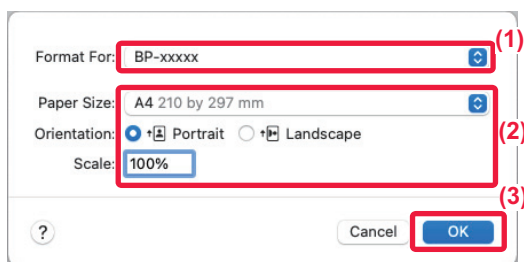 (1)
Format For: BP-xxxxx
Paper Size: A4 210 by 297 mm
Orientation: Portrait Landscape
(2)
Scale: 100%
(3)
? Cancel OK